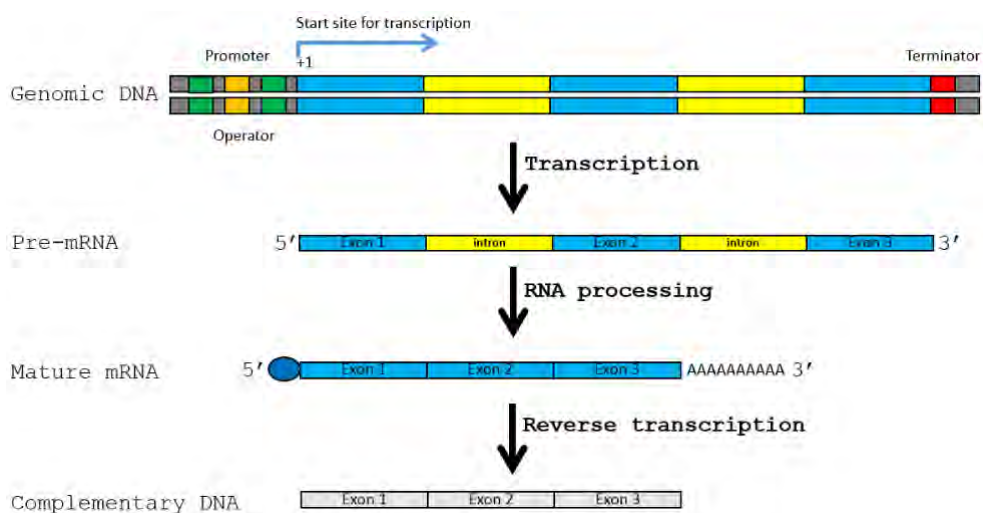 Start site for transcription
Promoter
+1
Terminator
Genomic DNA
Operator
Transcription
Pre-mRNA
5' Exon 1 intron Exon 2 intron Exon 3 3'
RNA processing
Mature mRNA
5' Exon 1 Exon 2 Exon 3 AAAAAAAAAA 3'
Reverse transcription
Complementary DNA
Exon 1 Exon 2 Exon 3